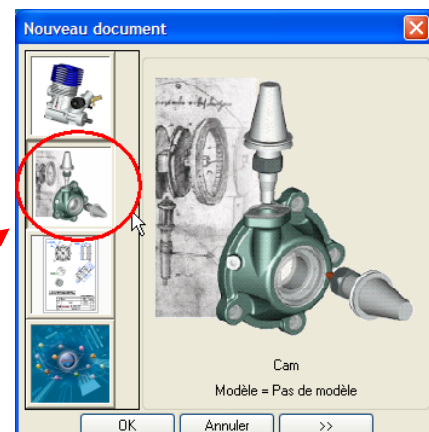 Nouveau document
Cam
Modèle = Pas de modèle
OK
Annuler
>>